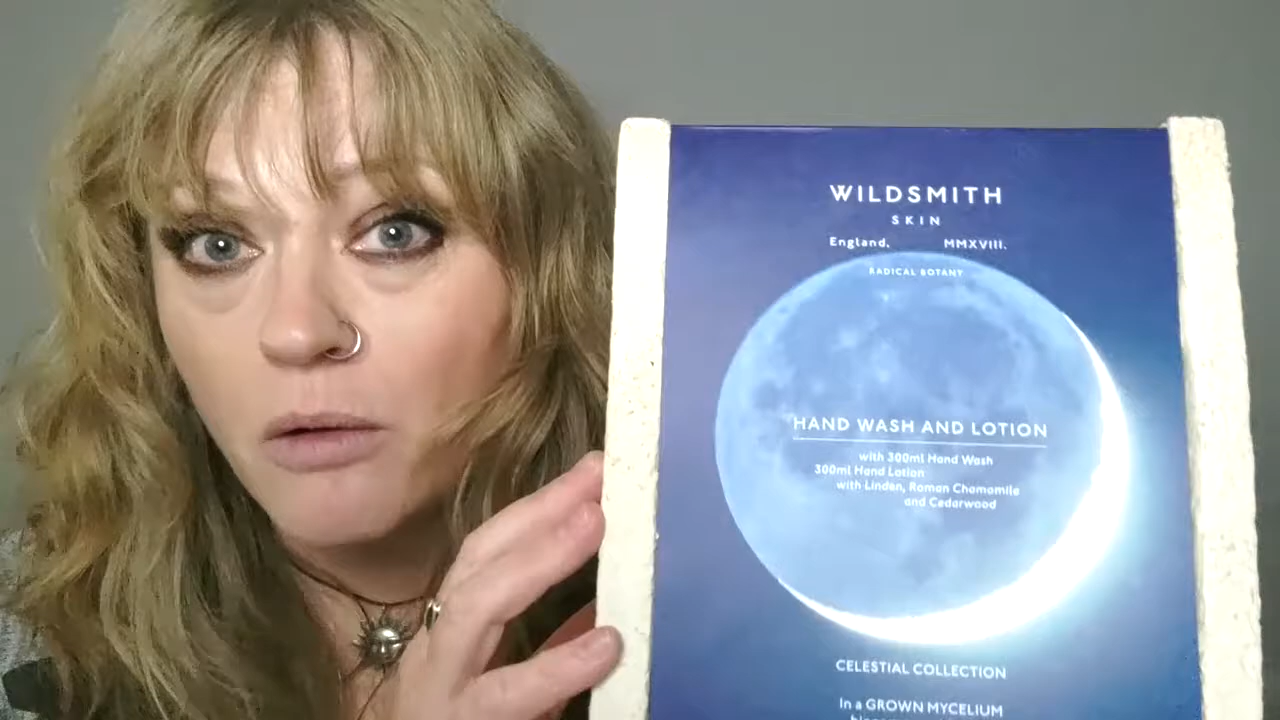 WILDSMITH
SKIN
England. MMXVIII.
RADICAL BOTANY
HAND WASH AND LOTION
with 300ml Hand Wash
300ml Hand Lotion
with Linden, Roman Chamomile
and Cedarwood
CELESTIAL COLLECTION
In a GROWN MYCELIUM